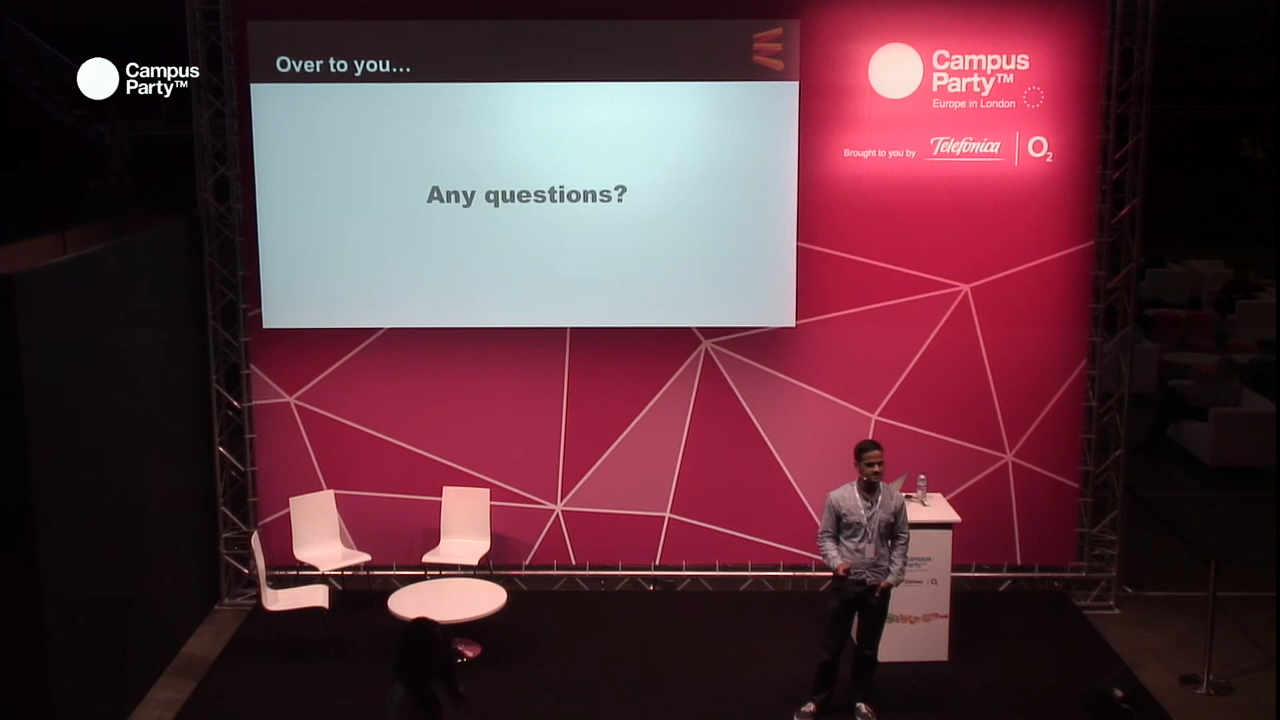 Campus
Party™
Over to you...
Any questions?
Campus
Party™
Europe in London
Brought to you by
Telefónica
O2